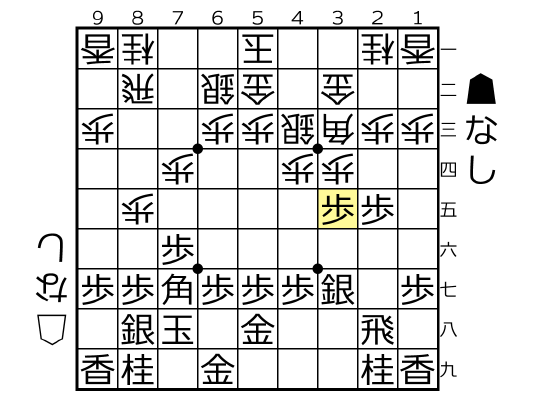 9 8 7 6 5 4 3 2 1
香 桂 王 桂 香 一
飛 銀 金 金 二
歩 歩 歩 銀 角 歩 歩 三
歩 歩 歩 四
歩 歩 歩 五
歩 六
歩 歩 角 歩 歩 歩 銀 歩 七
銀 玉 金 飛 八
香 桂 金 桂 香 九
なし
なし